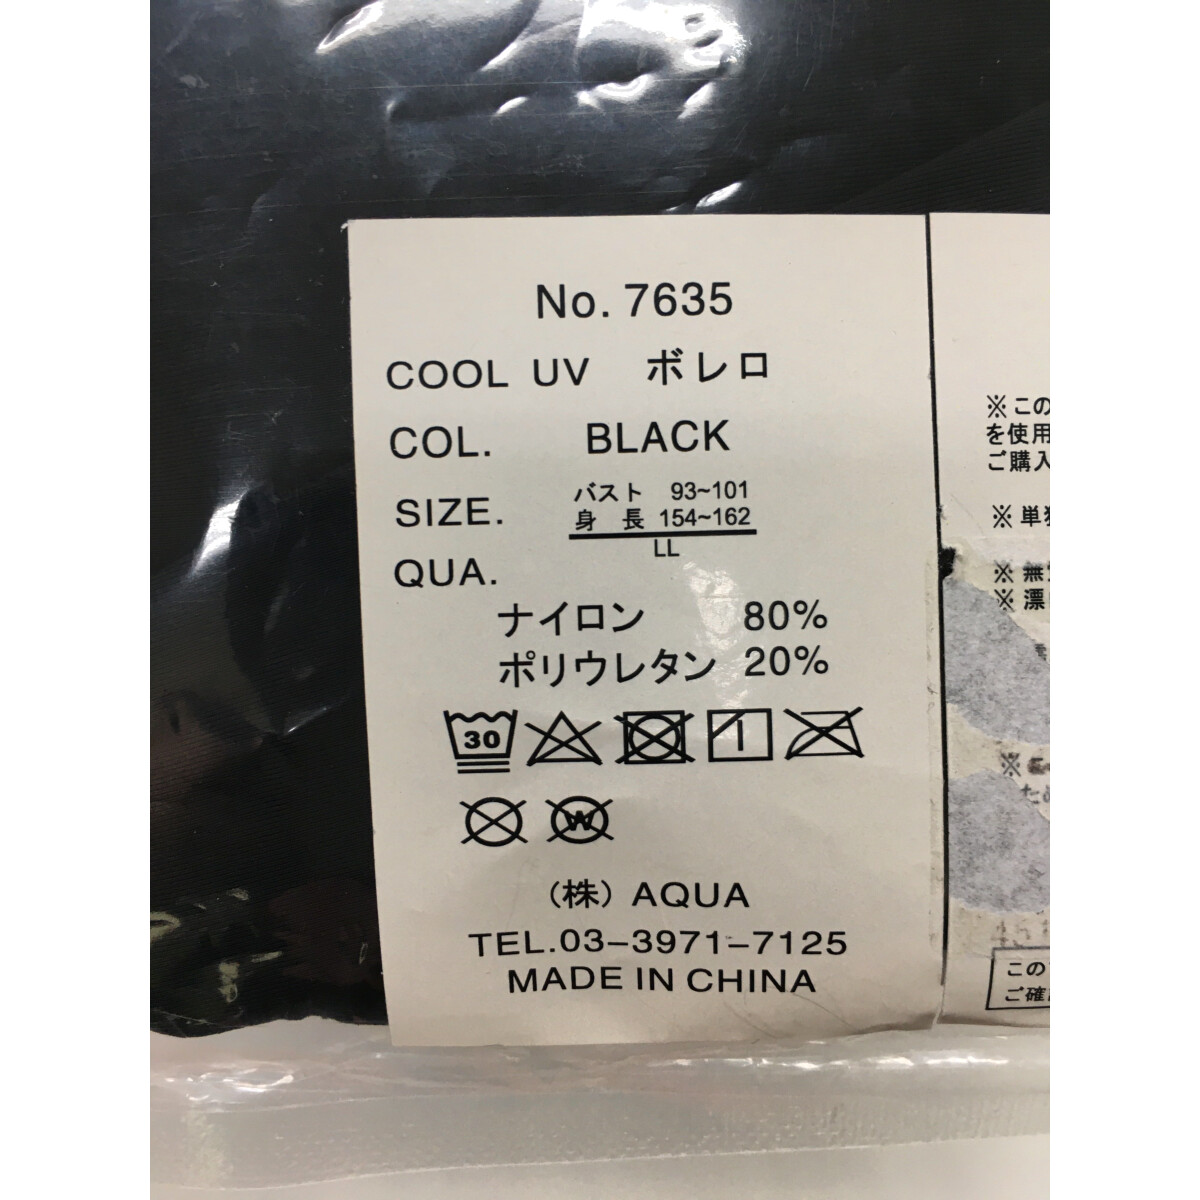 No. 7635
COOL UV ボレロ
COL. BLACK
SIZE. バスト 93~101
身 長 154~162
LL
QUA.
ナイロン 80%
ポリウレタン 20%
30
W
(株) AQUA
TEL.03-3971-7125
MADE IN CHINA
※この
を使用
ご購入
※単
※無
※漂
※
ため
この
ご確